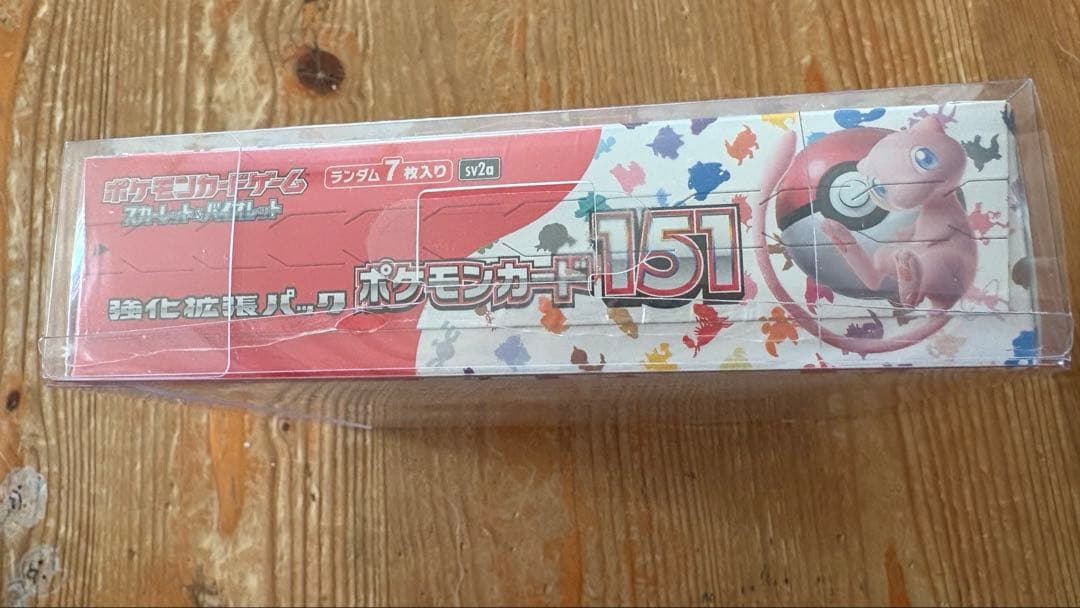 ポケモンカードゲーム
スカーレット&バイオレット
ランダム7枚入り
sv2a
強化拡張パック
ポケモンカード151